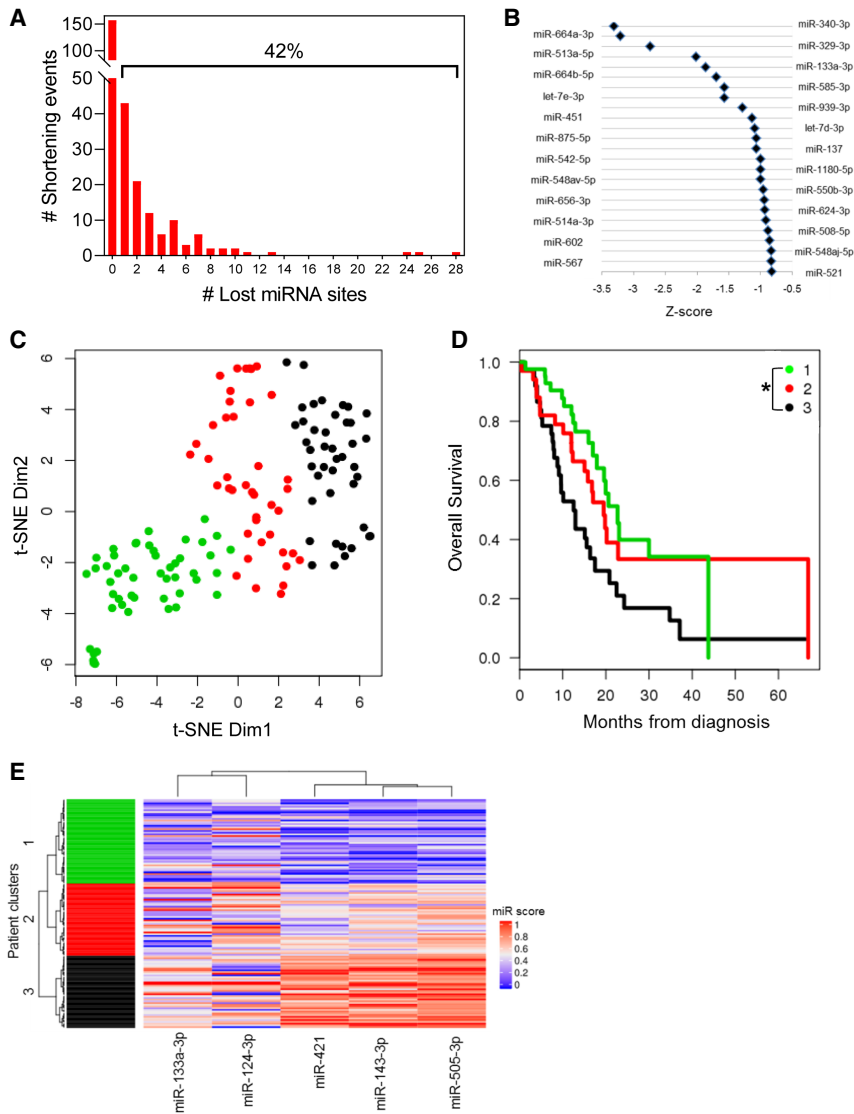 A
# Shortening events
150
100
50
40
30
20
10
0
42%
0 2 4 6 8 10 12 14 16 18 20 22 24 26 28
# Lost miRNA sites
B
miR-340-3p
miR-664a-3p
miR-329-3p
miR-513a-5p
miR-133a-3p
miR-664b-5p
miR-585-3p
let-7e-3p
miR-939-3p
miR-451
let-7d-3p
miR-875-5p
miR-137
miR-542-5p
miR-1180-5p
miR-548av-5p
miR-550b-3p
miR-656-3p
miR-624-3p
miR-514a-3p
miR-508-5p
miR-602
miR-548aj-5p
miR-567
miR-521
-3.5 -3 -2.5 -2 -1.5 -1 -0.5
Z-score
C
t-SNE Dim2
6
4
2
0
-2
-4
-6
-8 -6 -4 -2 0 2 4 6
t-SNE Dim1
D
Overall Survival
1.0
0.8
0.6
0.4
0.2
0.0
* 1
2
3
0 10 20 30 40 50 60
Months from diagnosis
E
Patient clusters
1
2
3
miR score
1
0.8
0.6
0.4
0.2
0
miR-133a-3p
miR-124-3p
miR-421
miR-143-3p
miR-505-3p